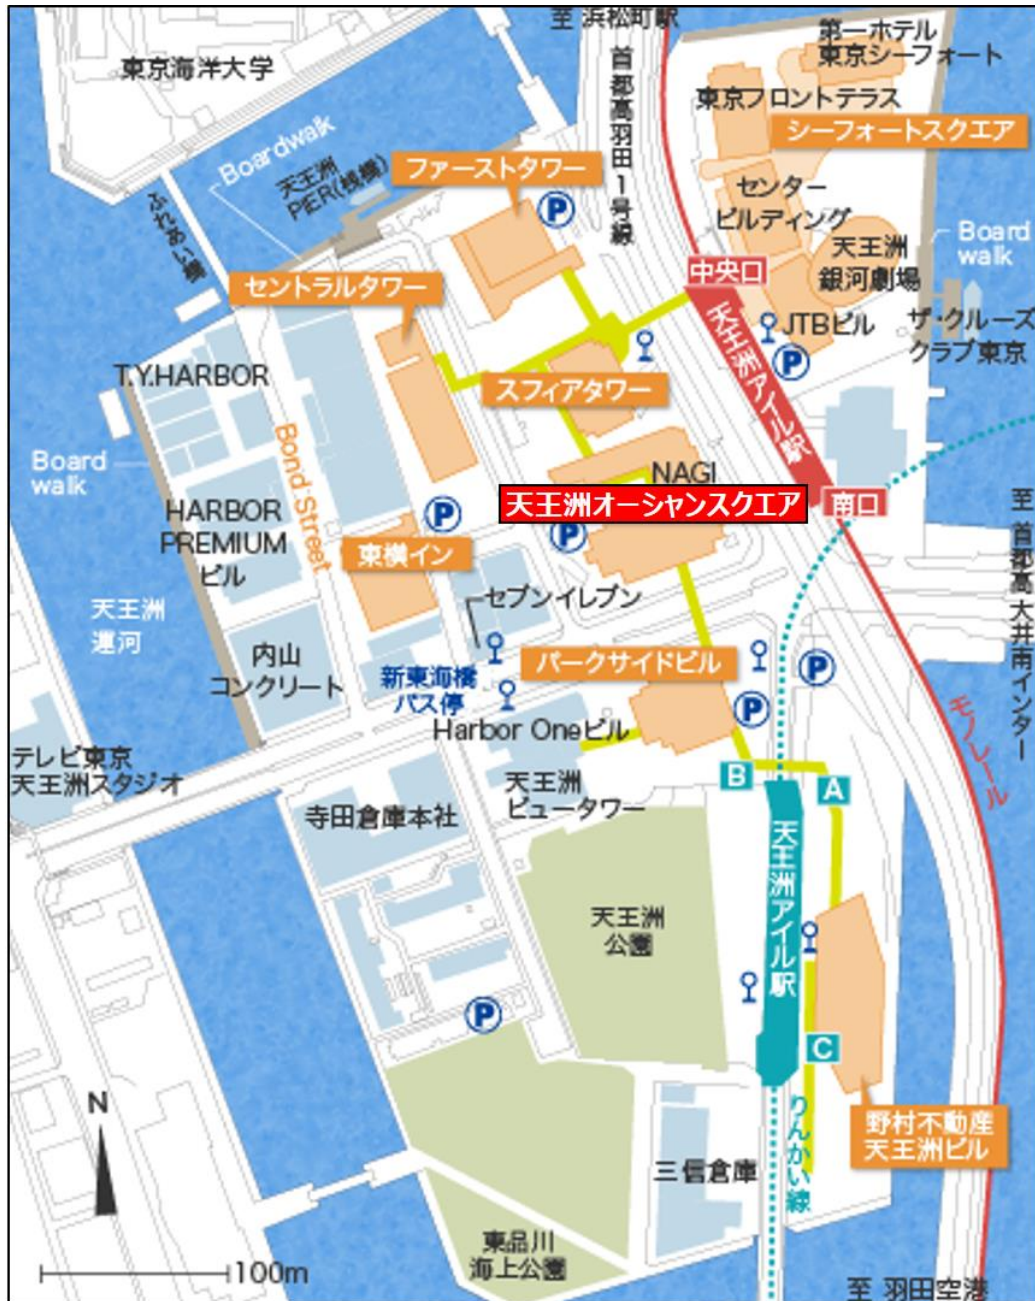 至 浜松町駅
第一ホテル
東京シーフォート
東京海洋大学
首都高羽田1号線
東京フロントテラス
シーフォートスクエア
Boardwalk
天王洲
PIER(桟橋)
ファーストタワー
P
ふれあい橋
センター
ビルディング
Board
walk
天王洲
銀河劇場
中央口
セントラルタワー
天王洲アイル駅
JTBビル
ザ・クルーズ
クラブ東京
P
T.Y.HARBOR
スフィアタワー
Bond Street
Board
walk
NAGI
天王洲オーシャンスクエア
南口
至 首都高 大井南インター
HARBOR
PREMIUM
ビル
P
P
東横イン
セブンイレブン
天王洲
運河
内山
コンクリート
新東海橋
バス停
パークサイドビル
P
P
モノレール
Harbor Oneビル
テレビ東京
天王洲スタジオ
B
A
天王洲
ビュータワー
寺田倉庫本社
天王洲アイル駅
天王洲
公園
P
C
N
りんかい線
野村不動産
天王洲ビル
三信倉庫
東品川
海上公園
100m
至 羽田空港